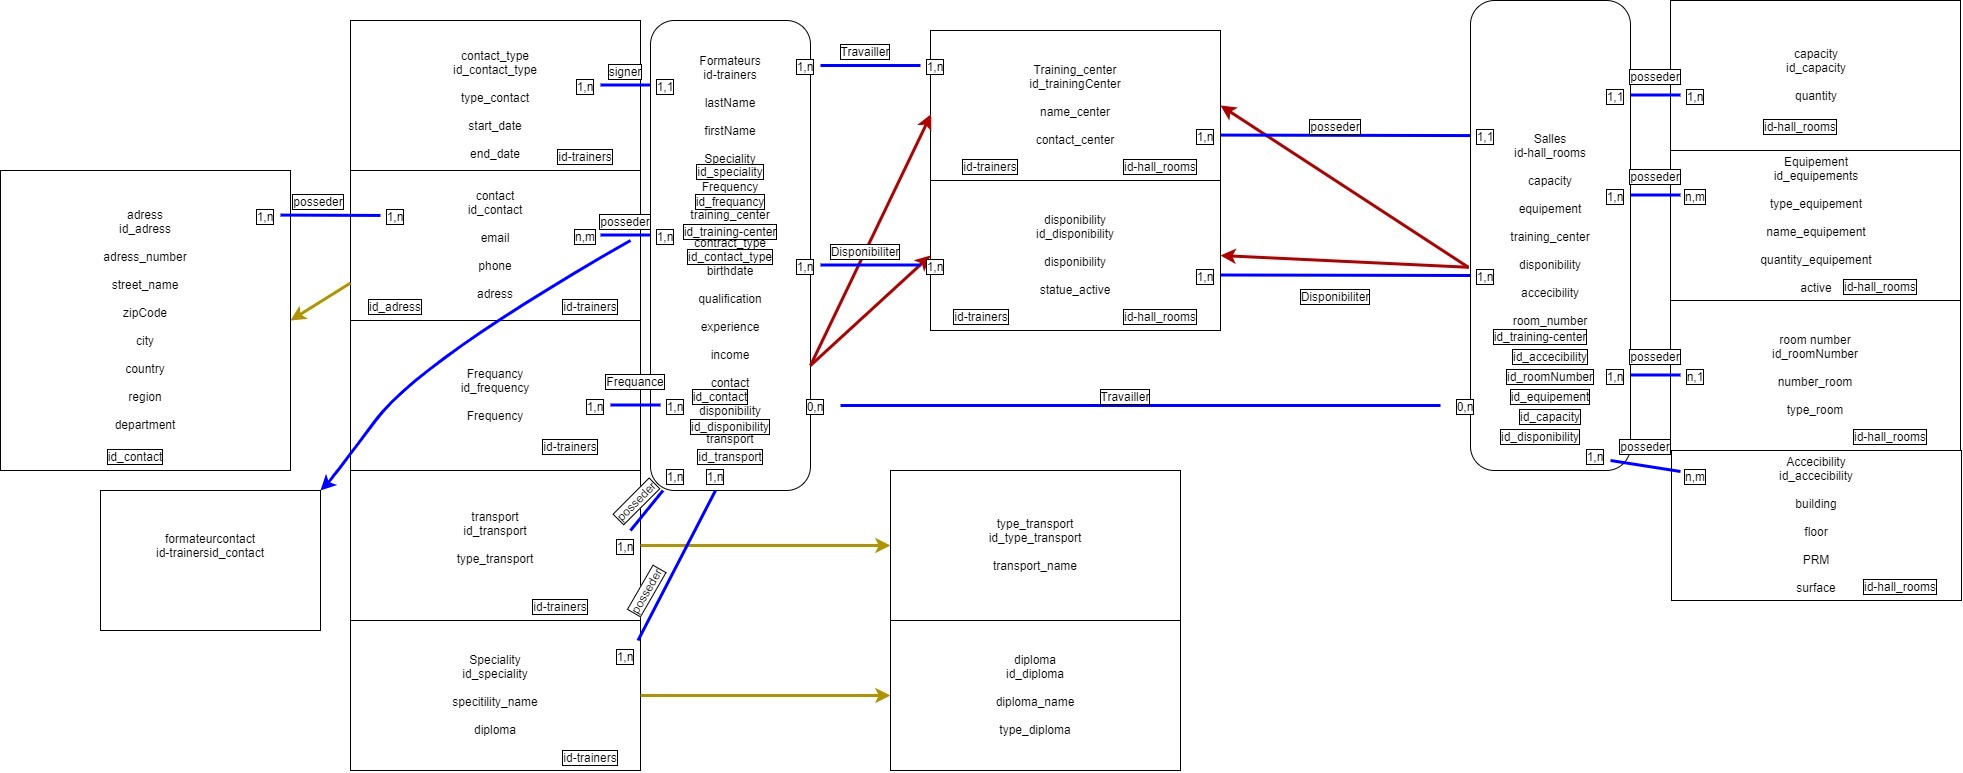 adress
id_adress
adress_number
street_name
zipCode
city
country
region
department
id_contact
1,n
posseder
1,n
formateurcontact
id-trainersid_contact
contact_type
id_contact_type
type_contact
start_date
end_date
id-trainers
1,n
signer
1,1
contact
id_contact
email
phone
adress
id_adress
id-trainers
n,m
posseder
1,n
Frequancy
id_frequency
Frequency
id-trainers
1,n
Frequance
1,n
transport
id_transport
type_transport
id-trainers
1,n
posseder
1,n
Speciality
id_speciality
specitility_name
diploma
id-trainers
1,n
posseder
1,n
Formateurs
id-trainers
lastName
firstName
Speciality
id_speciality
Frequency
id_frequancy
training_center
id_training-center
contract_type
id_contact_type
birthdate
qualification
experience
income
contact
id_contact
disponibility
id_disponibility
transport
id_transport
1,n
Travailler
1,n
1,n
Disponibiliter
1,n
0,n
Travailler
0,n
Training_center
id_trainingCenter
name_center
contact_center
id-trainers
id-hall_rooms
1,n
posseder
1,1
disponibility
id_disponibility
disponibility
statue_active
id-trainers
id-hall_rooms
1,n
Disponibiliter
1,n
type_transport
id_type_transport
transport_name
diploma
id_diploma
diploma_name
type_diploma
Salles
id-hall_rooms
capacity
equipement
training_center
disponibility
accecibility
room_number
id_training-center
id_accecibility
id_roomNumber
id_equipement
id_capacity
id_disponibility
1,1
posseder
1,n
1,n
posseder
n,m
1,n
posseder
n,1
1,n
posseder
n,m
capacity
id_capacity
quantity
id-hall_rooms
Equipement
id_equipements
type_equipement
name_equipement
quantity_equipement
active
id-hall_rooms
room number
id_roomNumber
number_room
type_room
id-hall_rooms
Accecibility
id_accecibility
building
floor
PRM
surface
id-hall_rooms